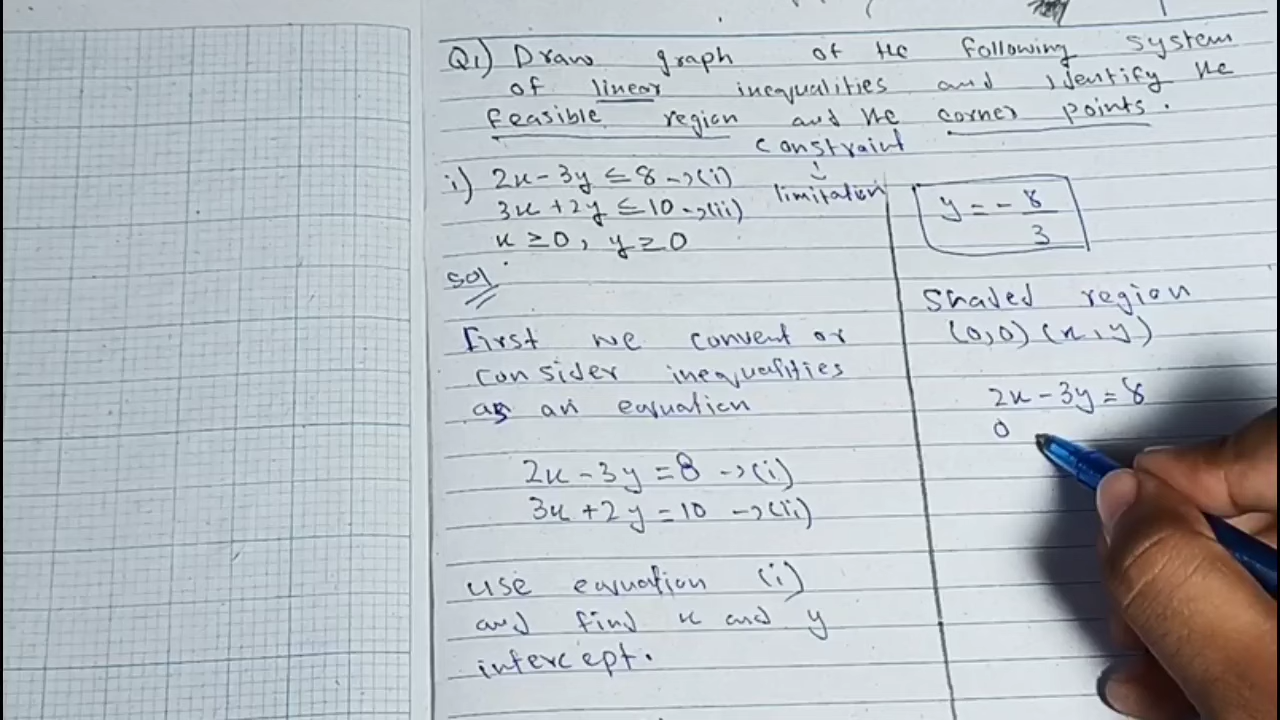 Q1) Draw graph of the following system
of linear inequalities and identify the
feasible region and the corner points.
constraint
↓
limitation
i) 2x - 3y ≤ 8 → (i)
3x + 2y ≤ 10 → (ii)
x ≥ 0, y ≥ 0
Sol
First we convent or
consider inequalities
as an equation
2x - 3y = 8 → (i)
3x + 2y = 10 → (ii)
use equation (i)
and find x and y
intercept.
y = - 8/3
Shaded region
(0,0) (x,y)
2x - 3y = 8
0